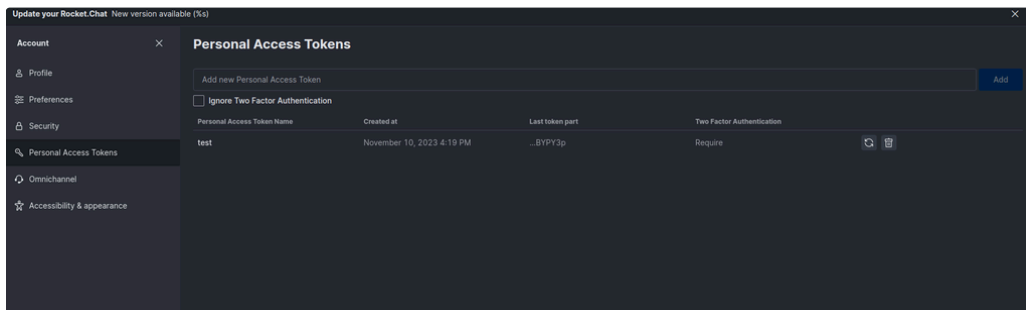 Update your Rocket.Chat New version available (%s)
Account
Profile
Preferences
Security
Personal Access Tokens
Omnichannel
Accessibility & appearance
Personal Access Tokens
Add new Personal Access Token
Add
Ignore Two Factor Authentication
Personal Access Token Name Created at Last token part Two Factor Authentication
test November 10, 2023 4:19 PM ...BYPY3p Require